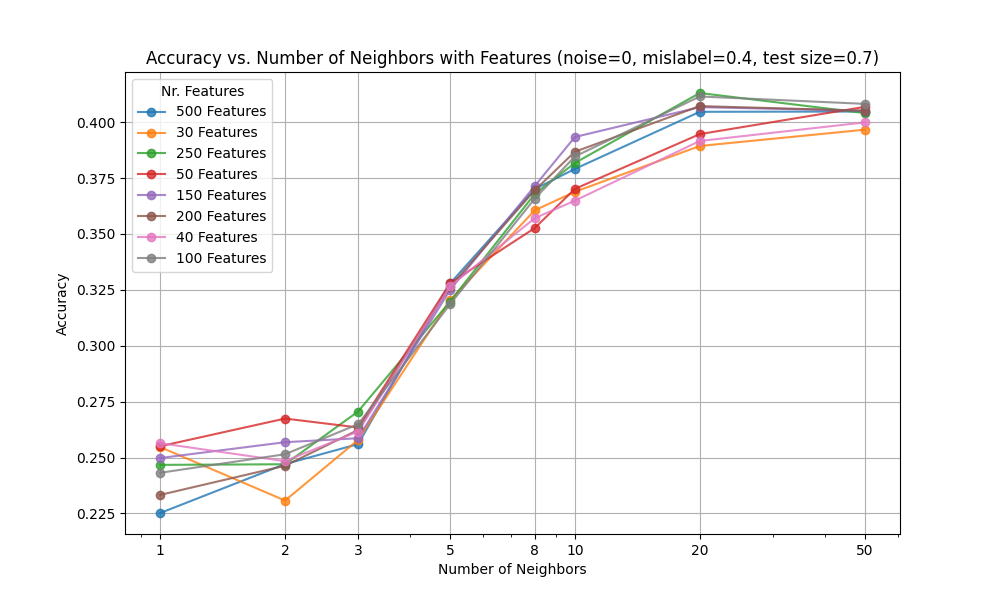 Accuracy vs. Number of Neighbors with Features (noise=0, mislabel=0.4, test size=0.7)
Nr. Features
500 Features
30 Features
250 Features
50 Features
150 Features
200 Features
40 Features
100 Features
Accuracy
0.400
0.375
0.350
0.325
0.300
0.275
0.250
0.225
1 2 3 5 8 10 20 50
Number of Neighbors